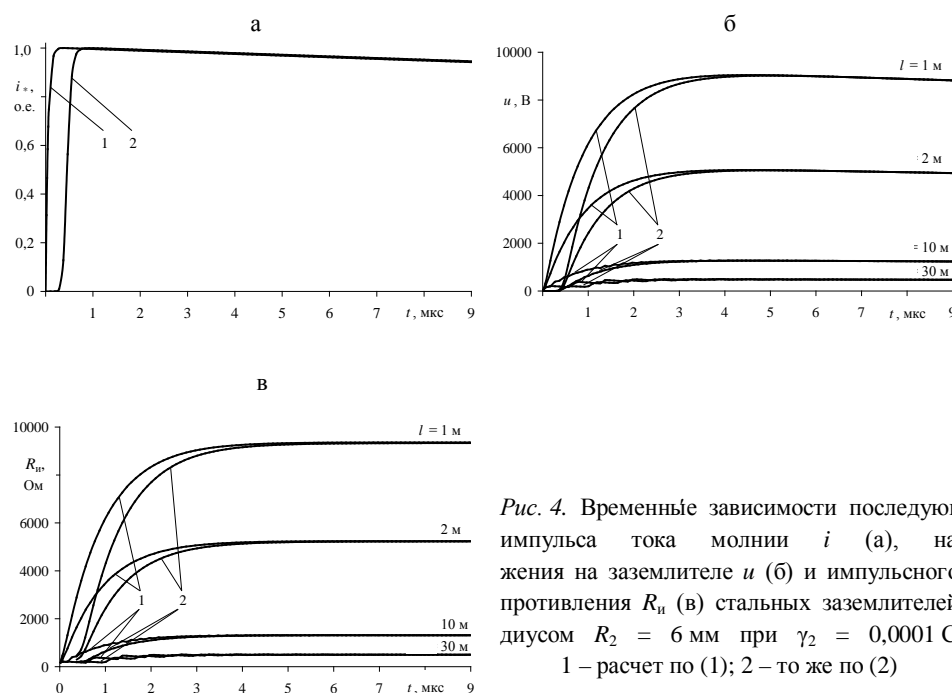 а
1,0
i*,
о.е.
0,6
0,4
0,2
0
1
2
1 2 3 4 5 6 7 t, мкс 9
б
10000
u, В
6000
4000
2000
0
l = 1 м
2 м
= 10 м
= 30 м
1
2
1 2 3 4 5 6 7 t, мкс 9
в
10000
Rи,
Ом
6000
4000
2000
0
l = 1 м
2 м
10 м
30 м
1
2
0 1 2 3 4 5 6 7 t, мкс 9
Рис. 4. Временны́е зависимости последую
импульса тока молнии i (а), на
жения на заземлителе u (б) и импульсного
противления Rи (в) стальных заземлителей
диусом R2 = 6 мм при γ2 = 0,0001 С
1 – расчет по (1); 2 – то же по (2)